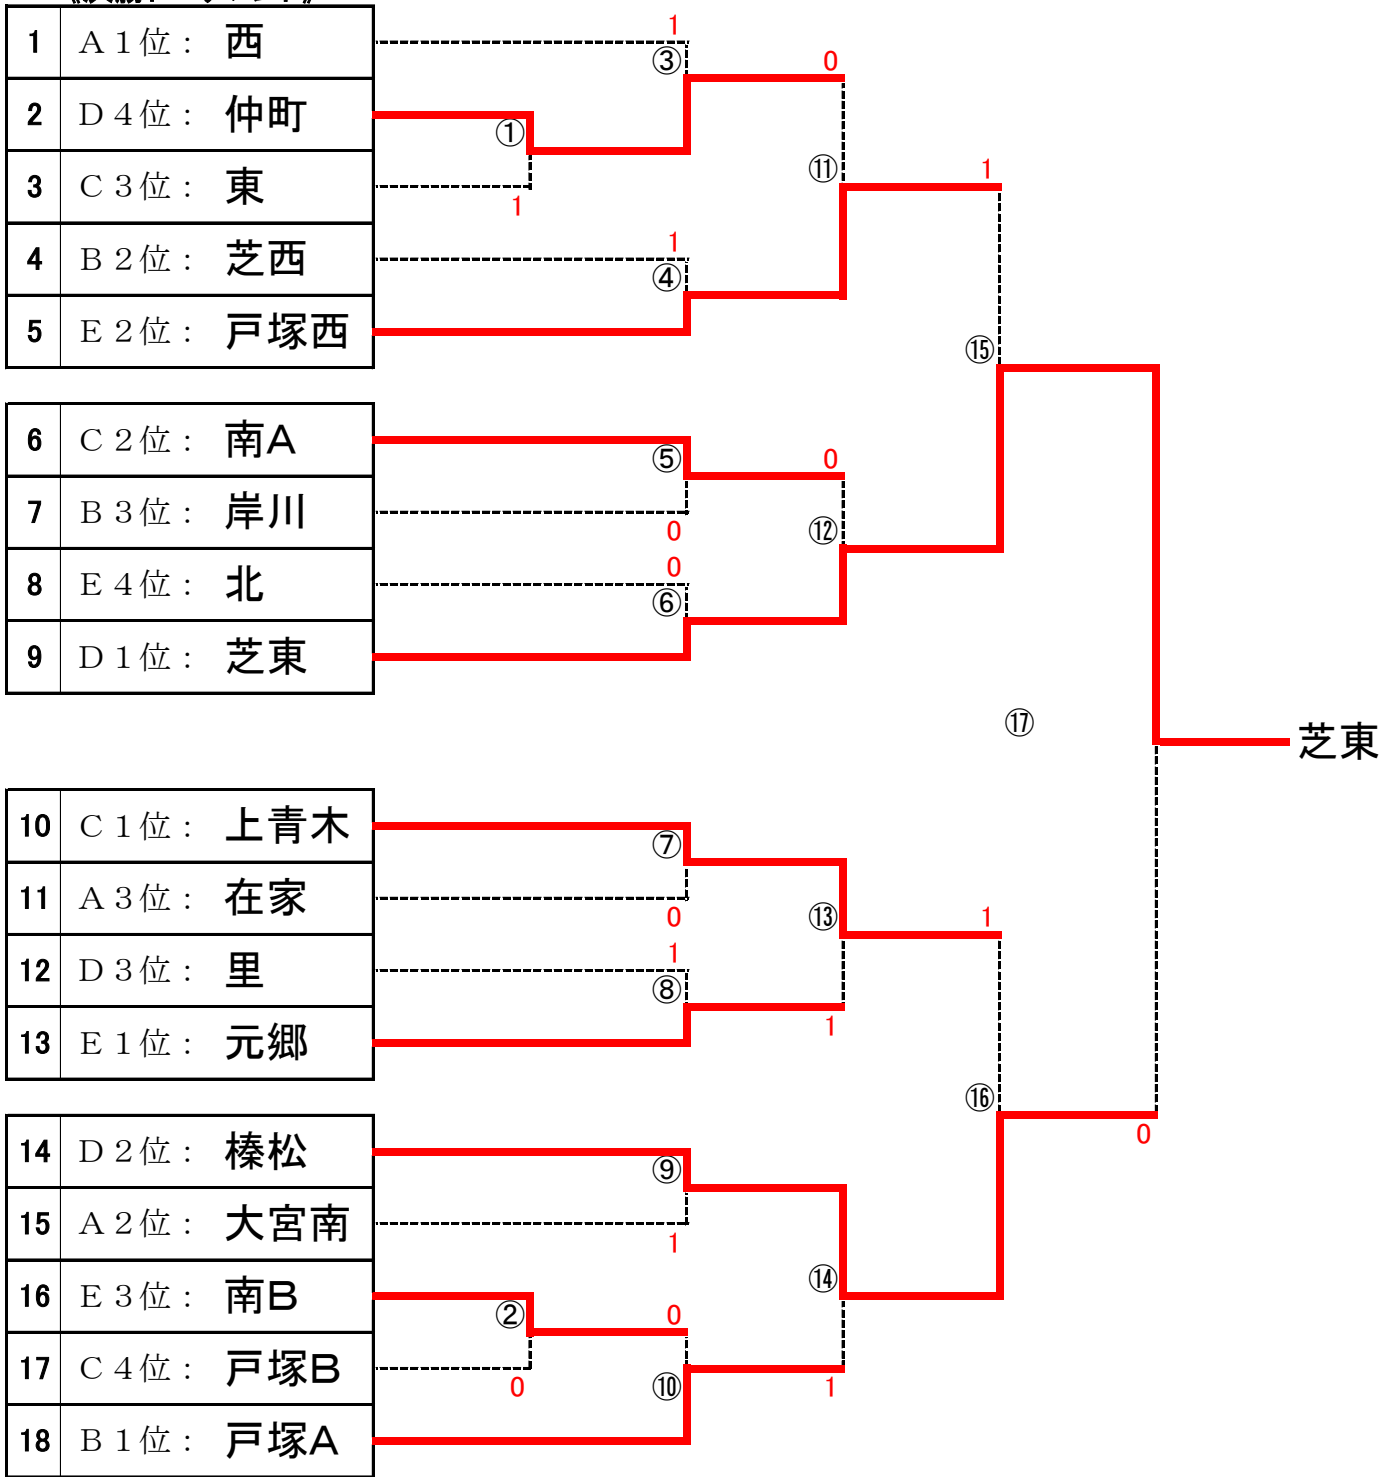 1 A1位： 西
2 D4位： 仲町
3 C3位： 東
4 B2位： 芝西
5 E2位： 戸塚西
6 C2位： 南A
7 B3位： 岸川
8 E4位： 北
9 D1位： 芝東
10 C1位： 上青木
11 A3位： 在家
12 D3位： 里
13 E1位： 元郷
14 D2位： 榛松
15 A2位： 大宮南
16 E3位： 南B
17 C4位： 戸塚B
18 B1位： 戸塚A
①
1
②
0
1
③
1
④
⑤
0
0
⑥
⑦
0
1
⑧
⑨
1
0
⑩
0
⑪
0
⑫
⑬
1
⑭
1
1
⑮
1
⑯
⑰
0
芝東